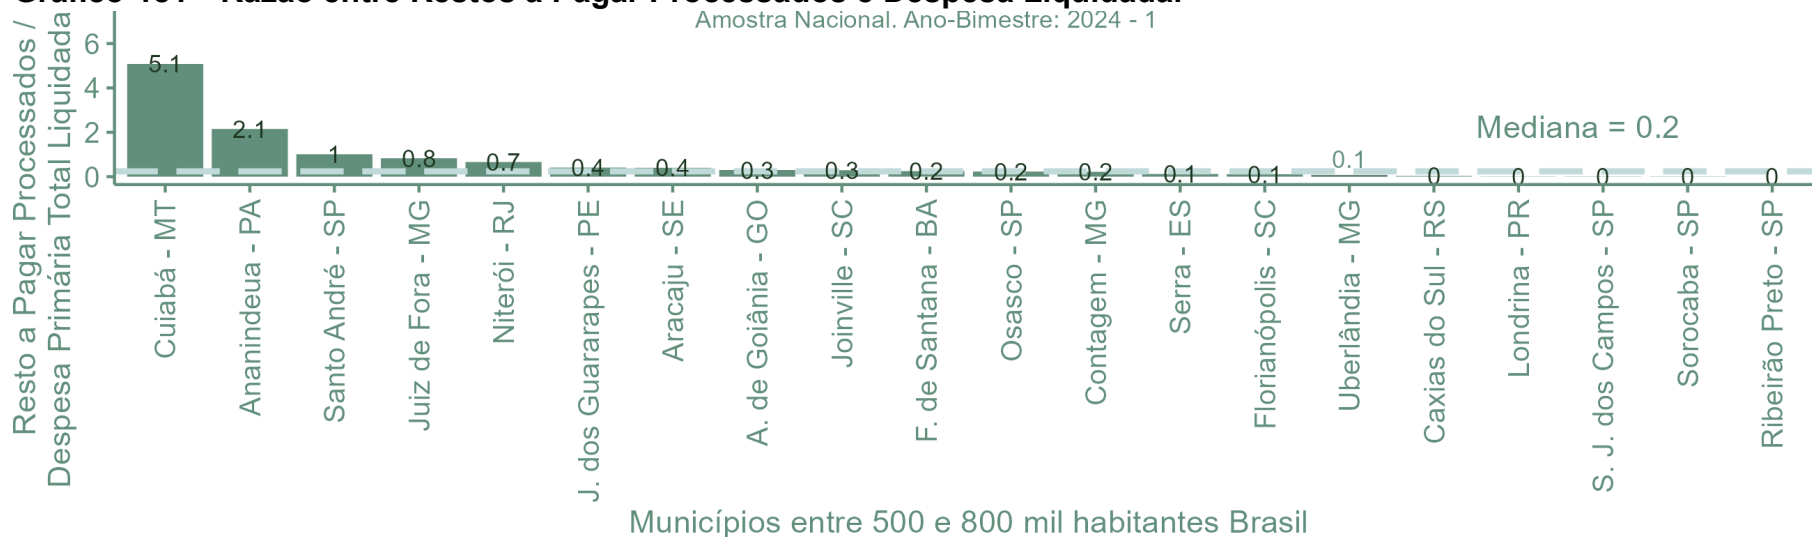 Amostra Nacional. Ano-Bimestre: 2024 - 1
Resto a Pagar Processados /
Despesa Primária Total Liquidada
6
4
2
0
5.1
2.1
1
0.8
0.7
0.4
0.4
0.3
0.3
0.2
0.2
0.2
0.1
0.1
0.1
0
0
0
0
0
Mediana = 0.2
Cuiabá - MT
Ananindeua - PA
Santo André - SP
Juiz de Fora - MG
Niterói - RJ
J. dos Guararapes - PE
Aracaju - SE
A. de Goiânia - GO
Joinville - SC
F. de Santana - BA
Osasco - SP
Contagem - MG
Serra - ES
Florianópolis - SC
Uberlândia - MG
Caxias do Sul - RS
Londrina - PR
S. J. dos Campos - SP
Sorocaba - SP
Ribeirão Preto - SP
Municípios entre 500 e 800 mil habitantes Brasil